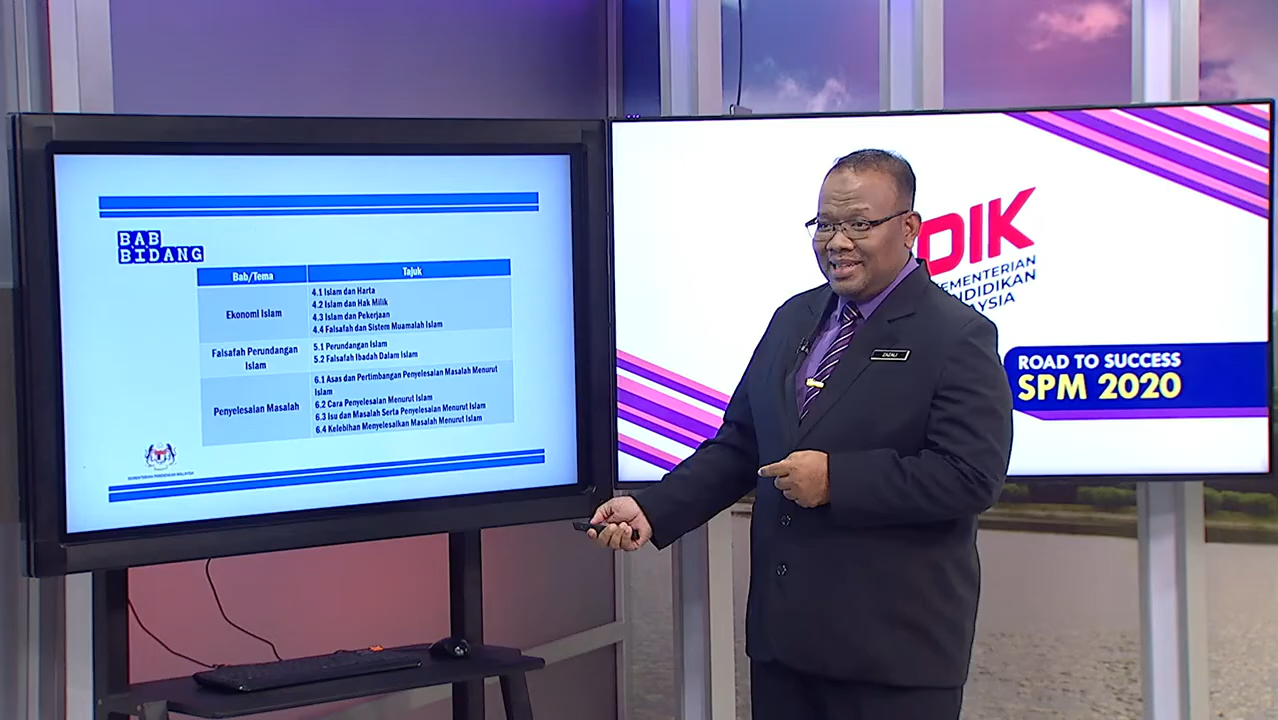 BAB
BIDANG
Bab/Tema
Tajuk
Ekonomi Islam
4.1 Islam dan Harta
4.2 Islam dan Hak Milik
4.3 Islam dan Pekerjaan
4.4 Falsafah dan Sistem Muamalah Islam
Falsafah Perundangan
Islam
5.1 Perundangan Islam
5.2 Falsafah Ibadah Dalam Islam
Penyelesaian Masalah
6.1 Asas dan Pertimbangan Penyelesaian Masalah Menurut
Islam
6.2 Cara Penyelesaian Menurut Islam
6.3 Isu dan Masalah Serta Penyelesaian Menurut Islam
6.4 Kelebihan Menyelesaikan Masalah Menurut Islam
KEMENTERIAN PENDIDIKAN MALAYSIA
DIK
EMENTERIAN
NDIDIKAN
AYSIA
ROAD TO SUCCESS
SPM 2020
ZAZALI